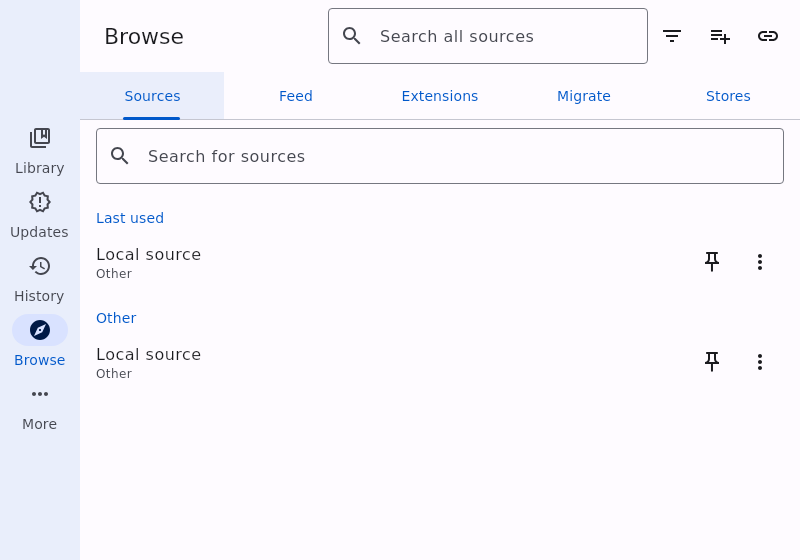 Browse
Search all sources
Sources
Feed
Extensions
Migrate
Stores
Search for sources
Library
Updates
History
Browse
More
Last used
Local source
Other
Other
Local source
Other